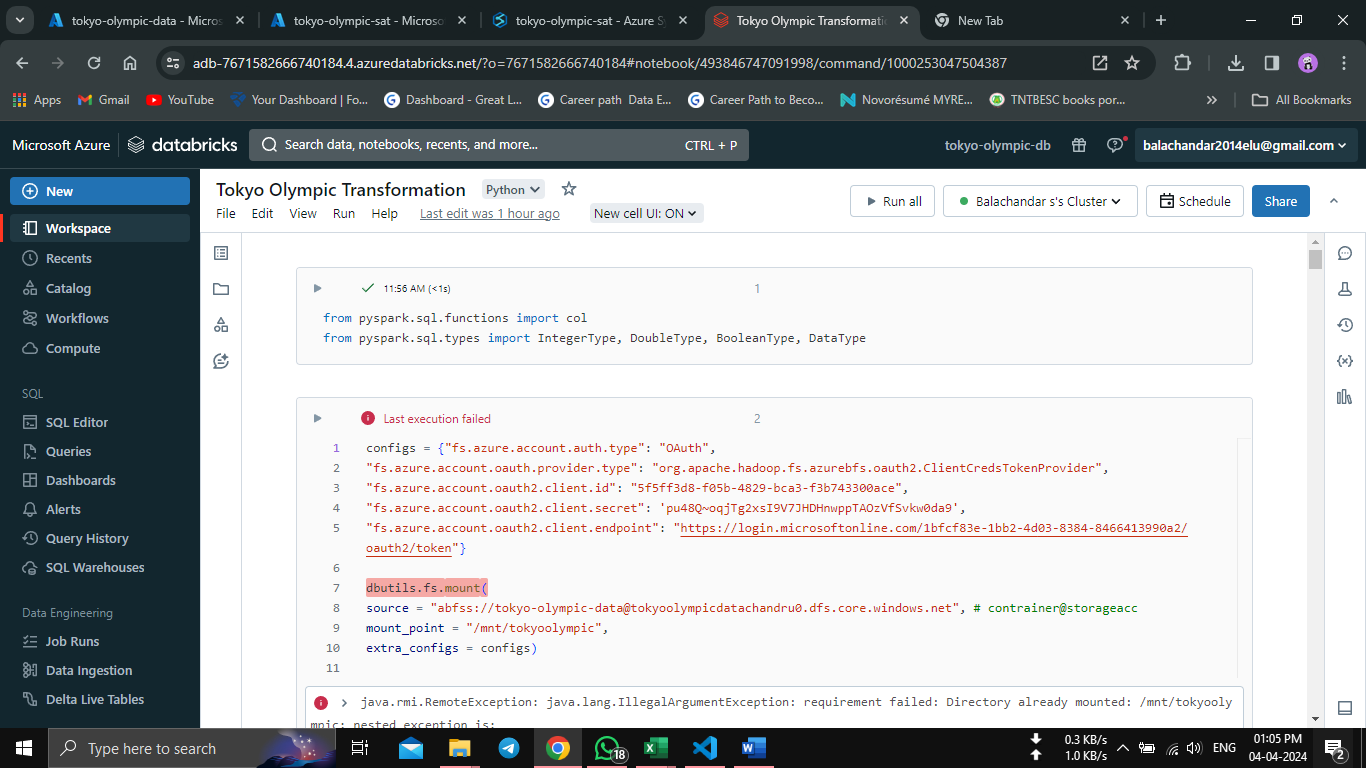 tokyo-olympic-data - Micros
tokyo-olympic-sat - Microso
tokyo-olympic-sat - Azure Sy
Tokyo Olympic Transformatio
New Tab
adb-7671582666740184.4.azuredatabricks.net/?o=7671582666740184#notebook/493846747091998/command/1000253047504387
Apps
Gmail
YouTube
Your Dashboard | Fo...
Dashboard - Great L...
Career path Data E...
Career Path to Beco...
Novorésumé MYRE...
TNTBESC books por...
»
All Bookmarks
Microsoft Azure
databricks
Search data, notebooks, recents, and more...
CTRL + P
tokyo-olympic-db
balachandar2014elu@gmail.com
New
Workspace
Recents
Catalog
Workflows
Compute
SQL
SQL Editor
Queries
Dashboards
Alerts
Query History
SQL Warehouses
Data Engineering
Job Runs
Data Ingestion
Delta Live Tables
Tokyo Olympic Transformation
Python
File Edit View Run Help Last edit was 1 hour ago New cell UI: ON
Run all
Balachandar s's Cluster
Schedule
Share
11:56 AM (<1s)
1
from pyspark.sql.functions import col
from pyspark.sql.types import IntegerType, DoubleType, BooleanType, DataType
Last execution failed
2
1 configs = {"fs.azure.account.auth.type": "OAuth",
2 "fs.azure.account.oauth.provider.type": "org.apache.hadoop.fs.azurebfs.oauth2.ClientCredsTokenProvider",
3 "fs.azure.account.oauth2.client.id": "5f5ff3d8-f05b-4829-bca3-f3b743300ace",
4 "fs.azure.account.oauth2.client.secret": 'pu48Q~oqjTg2xsI9V7JHDHnwppTAOzVfSvkw0da9',
5 "fs.azure.account.oauth2.client.endpoint": "https://login.microsoftonline.com/1bfcf83e-1bb2-4d03-8384-8466413990a2/
oauth2/token"}
6
7 dbutils.fs.mount(
8 source = "abfss://tokyo-olympic-data@tokyoolympicdatachandru0.dfs.core.windows.net", # contrainer@storageacc
9 mount_point = "/mnt/tokyoolympic",
10 extra_configs = configs)
11
java.rmi.RemoteException: java.lang.IllegalArgumentException: requirement failed: Directory already mounted: /mnt/tokyooly
mpic; nested exception is:
Type here to search
18
0.3 KB/s
1.0 KB/s
ENG
01:05 PM
04-04-2024
2